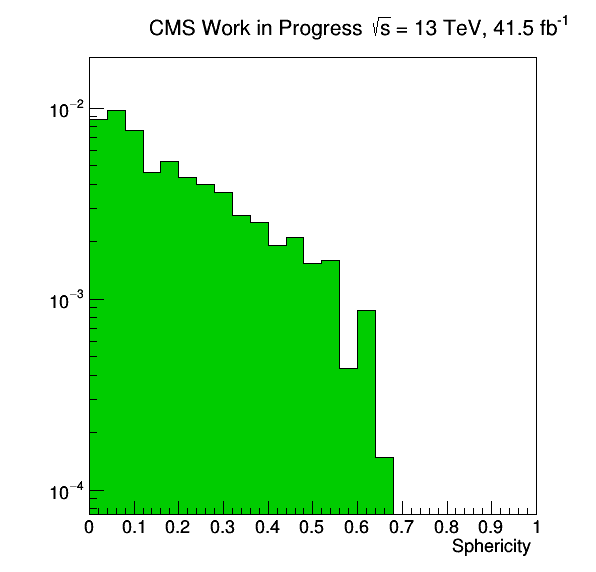 CMS Work in Progress √s = 13 TeV, 41.5 fb⁻¹
10⁻²
10⁻³
10⁻⁴
0 0.1 0.2 0.3 0.4 0.5 0.6 0.7 0.8 0.9 1
Sphericity